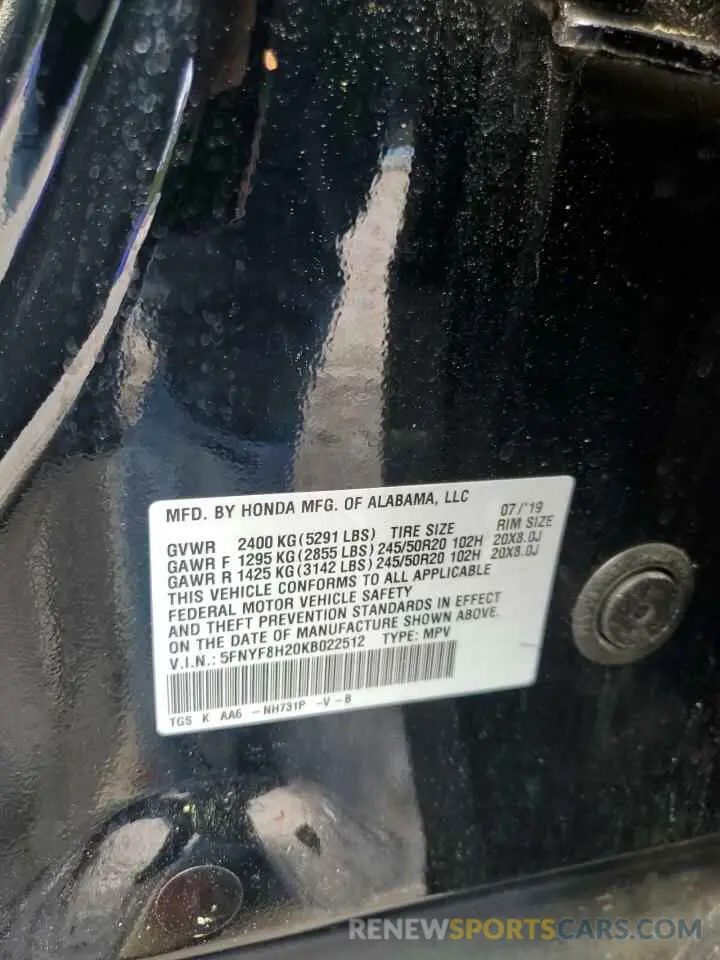 MFD. BY HONDA MFG. OF ALABAMA, LLC 07/'19
GVWR 2400 KG (5291 LBS) TIRE SIZE RIM SIZE
GAWR F 1295 KG (2855 LBS) 245/50R20 102H 20X8.0J
GAWR R 1425 KG (3142 LBS) 245/50R20 102H 20X8.0J
THIS VEHICLE CONFORMS TO ALL APPLICABLE
FEDERAL MOTOR VEHICLE SAFETY
AND THEFT PREVENTION STANDARDS IN EFFECT
ON THE DATE OF MANUFACTURE SHOWN ABOVE.
V.I.N.: 5FNYF8H20KB022512 TYPE: MPV
TGS K AA6 -NH731P -V -B
RENEWSPORTSCARS.COM